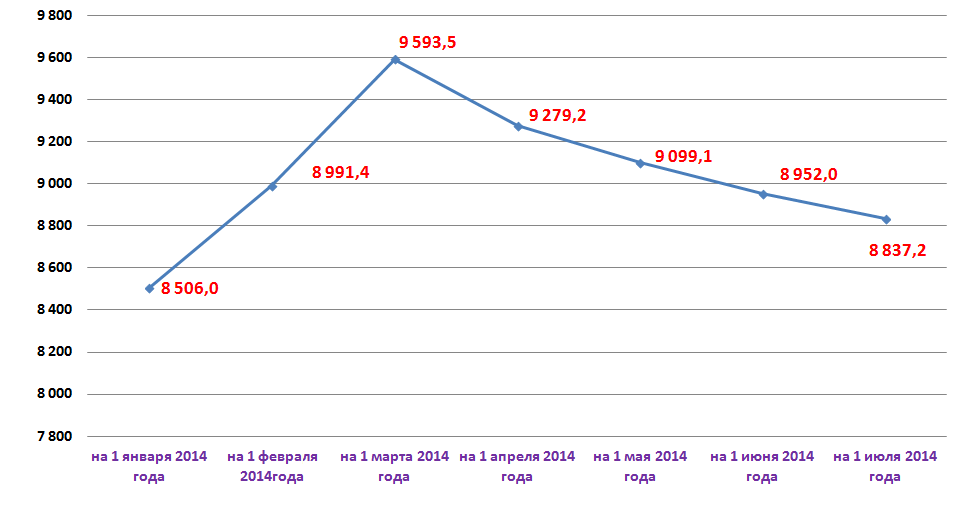 9 800
9 600
9 400
9 200
9 000
8 800
8 600
8 400
8 200
8 000
7 800
8 506,0
8 991,4
9 593,5
9 279,2
9 099,1
8 952,0
8 837,2
на 1 января 2014
года
на 1 февраля
2014года
на 1 марта 2014
года
на 1 апреля 2014
года
на 1 мая 2014
года
на 1 июня 2014
года
на 1 июля 2014
года